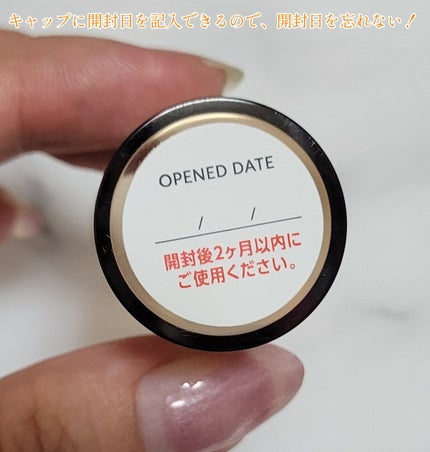 キャップに開封日を記入できるので、開封日を忘れない！
OPENED DATE
/ /
開封後2ヶ月以内に
ご使用ください。